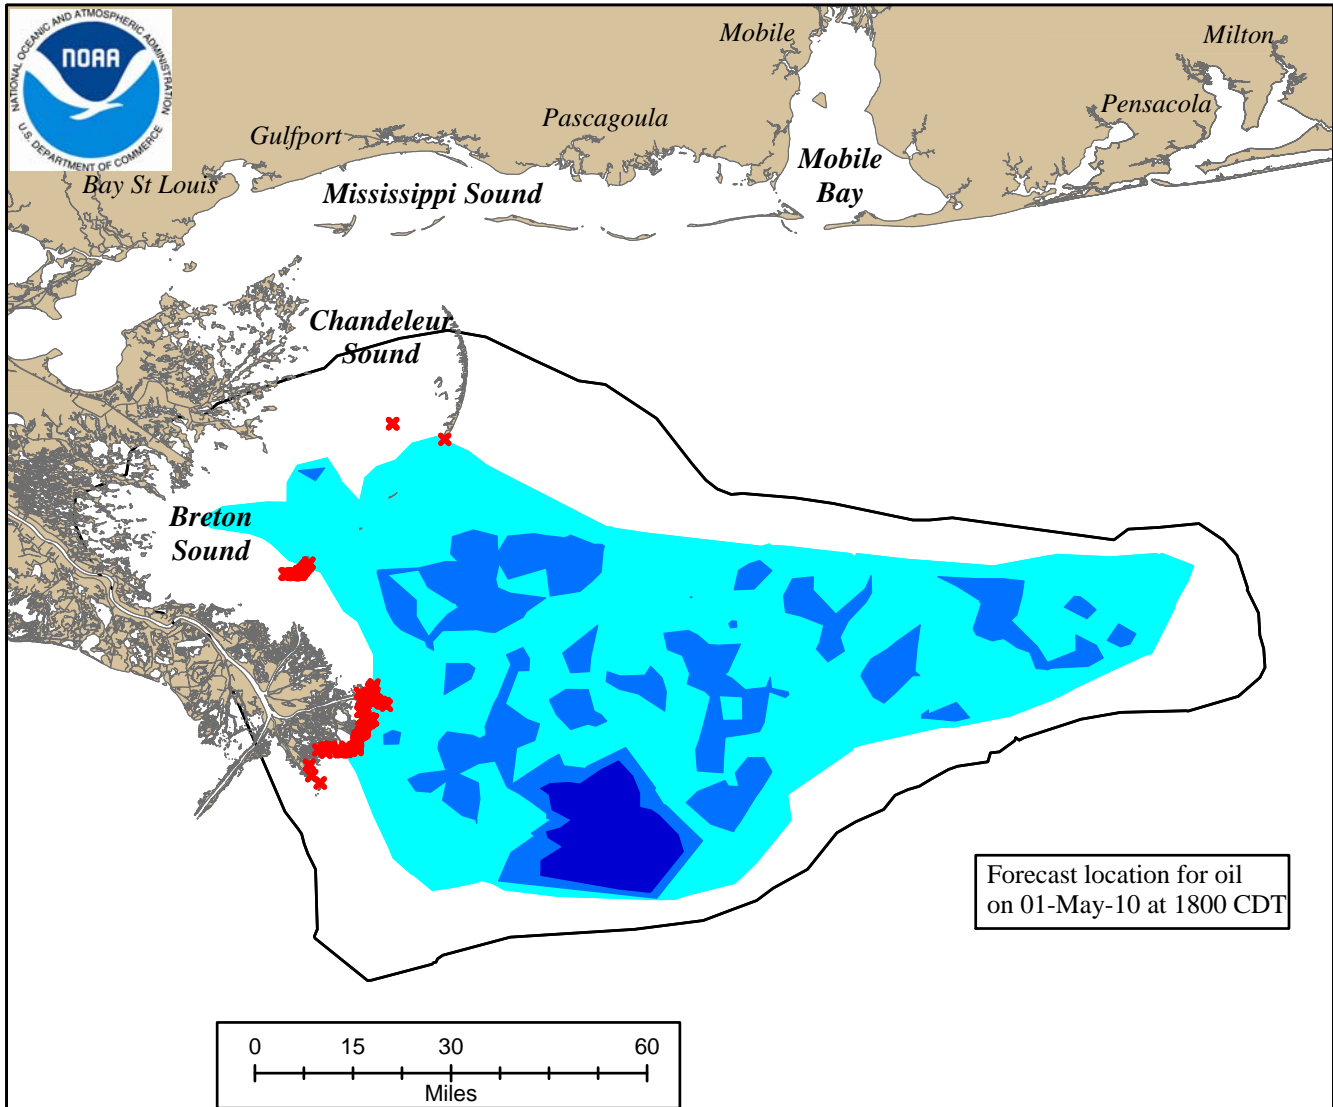 NATIONAL OCEANIC AND ATMOSPHERIC ADMINISTRATION
NOAA
U.S. DEPARTMENT OF COMMERCE
Mobile
Milton
Pensacola
Pascagoula
Gulfport
Bay St Louis
Mississippi Sound
Mobile
Bay
Chandeleur
Sound
Breton
Sound
Forecast location for oil
on 01-May-10 at 1800 CDT
0 15 30 60
Miles